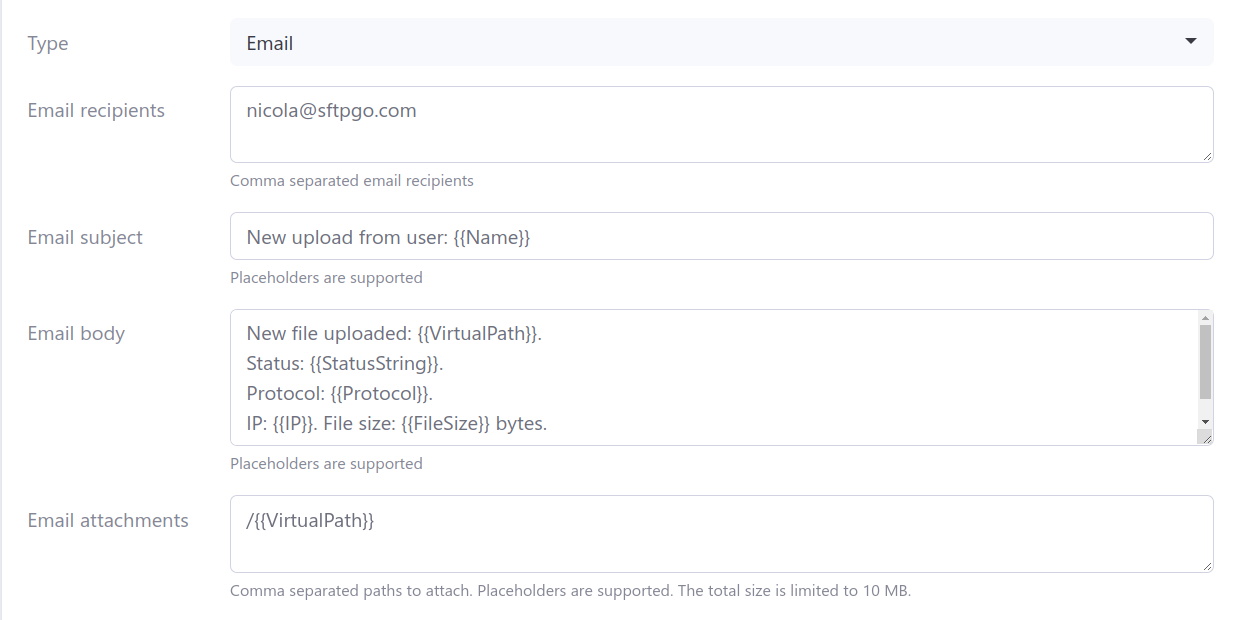 Type
Email
Email recipients
nicola@sftpgo.com
Comma separated email recipients
Email subject
New upload from user: {{Name}}
Placeholders are supported
Email body
New file uploaded: {{VirtualPath}}.
Status: {{StatusString}}.
Protocol: {{Protocol}}.
IP: {{IP}}. File size: {{FileSize}} bytes.
Placeholders are supported
Email attachments
/{{VirtualPath}}
Comma separated paths to attach. Placeholders are supported. The total size is limited to 10 MB.